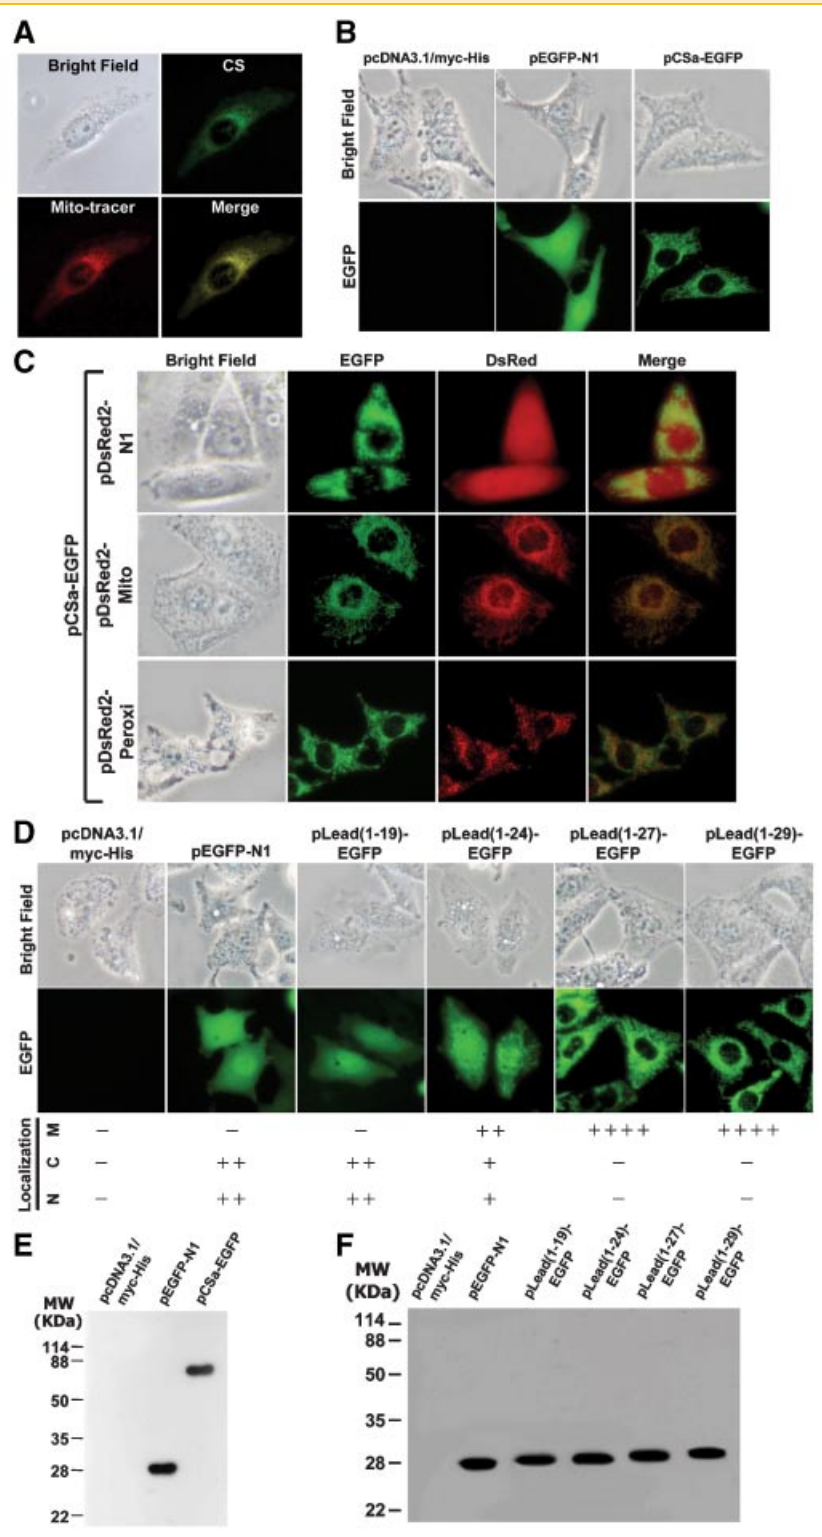 A
Bright Field
CS
Mito-tracer
Merge
B
pcDNA3.1/myc-His
pEGFP-N1
pCSa-EGFP
Bright Field
EGFP
C
Bright Field
EGFP
DsRed
Merge
pCSa-EGFP
pDsRed2-
N1
pDsRed2-
Mito
pDsRed2-
Peroxi
D
pcDNA3.1/
myc-His
pEGFP-N1
pLead(1-19)-
EGFP
pLead(1-24)-
EGFP
pLead(1-27)-
EGFP
pLead(1-29)-
EGFP
Bright Field
EGFP
Localization
M − − − ++ ++++ ++++
C − ++ ++ + − −
N − ++ ++ + − −
E
pcDNA3.1/
myc-His
pEGFP-N1
pCSa-EGFP
MW
(KDa)
114
88
50
35
28
22
F
pcDNA3.1/
myc-His
pEGFP-N1
pLead(1-19)-
EGFP
pLead(1-24)-
EGFP
pLead(1-27)-
EGFP
pLead(1-29)-
EGFP
MW
(KDa)
114
88
50
35
28
22